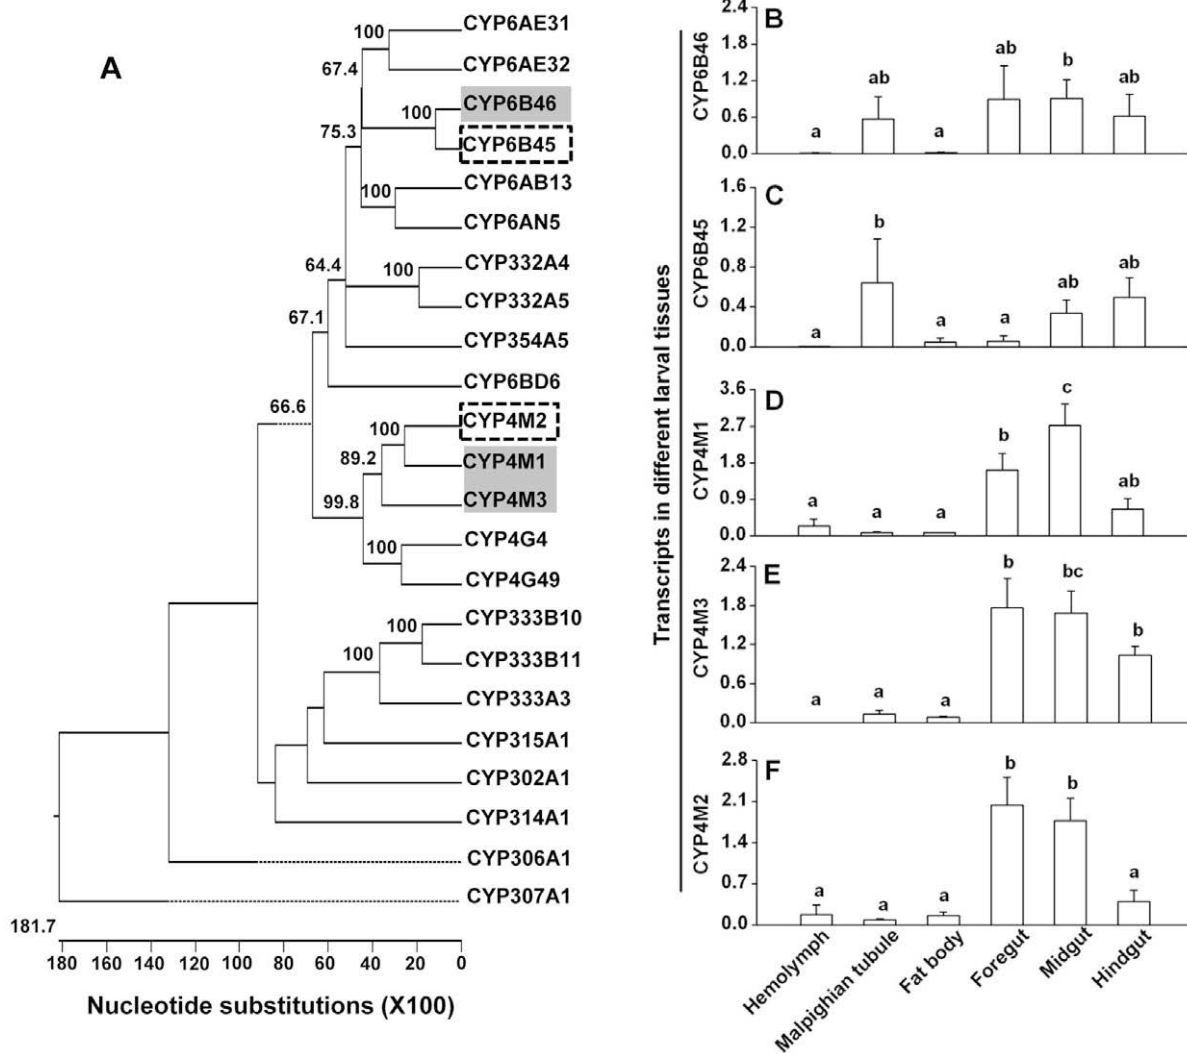 A
CYP6AE31
100
CYP6AE32
67.4
CYP6B46
100
CYP6B45
75.3
CYP6AB13
100
CYP6AN5
CYP332A4
64.4
100
CYP332A5
67.1
CYP354A5
CYP6BD6
66.6
CYP4M2
100
CYP4M1
89.2
CYP4M3
99.8
CYP4G4
100
CYP4G49
CYP333B10
100
CYP333B11
100
CYP333A3
CYP315A1
CYP302A1
CYP314A1
CYP306A1
CYP307A1
181.7
180 160 140 120 100 80 60 40 20 0
Nucleotide substitutions (X100)
Transcripts in different larval tissues
B
CYP6B46
2.4
1.8
1.2
0.6
0.0
a ab a ab b ab
C
CYP6B45
1.6
1.2
0.8
0.4
0.0
a b a a ab ab
D
CYP4M1
3.6
2.7
1.8
0.9
0.0
a a a b c ab
E
CYP4M3
2.4
1.8
1.2
0.6
0.0
a a a b bc b
F
CYP4M2
2.8
2.1
1.4
0.7
0.0
a a a b b a
Hemolymph
Malpighian tubule
Fat body
Foregut
Midgut
Hindgut